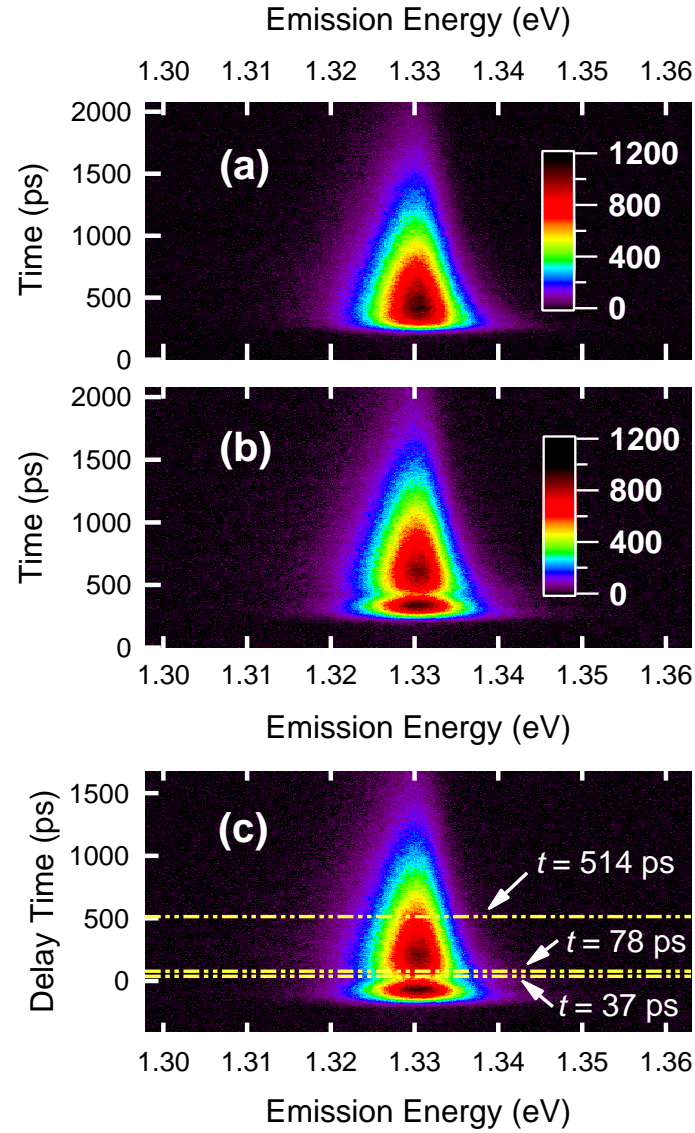 Emission Energy (eV)
1.30 1.31 1.32 1.33 1.34 1.35 1.36
2000
1500
1000
500
0
Time (ps)
(a)
1200
800
400
0
2000
1500
1000
500
0
Time (ps)
(b)
1200
800
400
0
1.30 1.31 1.32 1.33 1.34 1.35 1.36
Emission Energy (eV)
1500
1000
500
0
Delay Time (ps)
(c)
t = 514 ps
t = 78 ps
t = 37 ps
1.30 1.31 1.32 1.33 1.34 1.35 1.36
Emission Energy (eV)